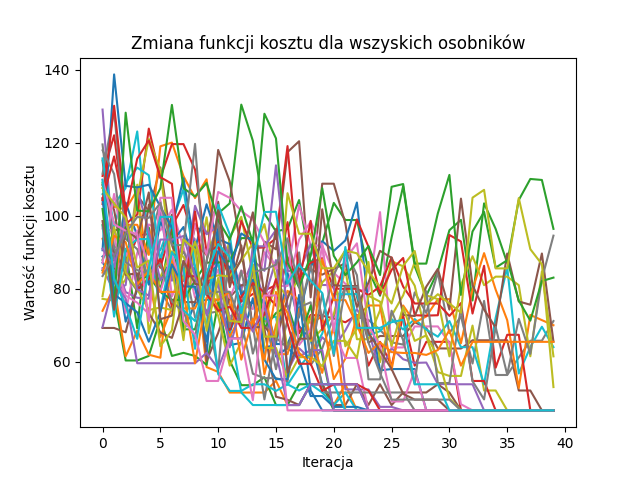 Zmiana funkcji kosztu dla wszyskich osobników
Wartość funkcji kosztu
140
120
100
80
60
0 5 10 15 20 25 30 35 40
Iteracja